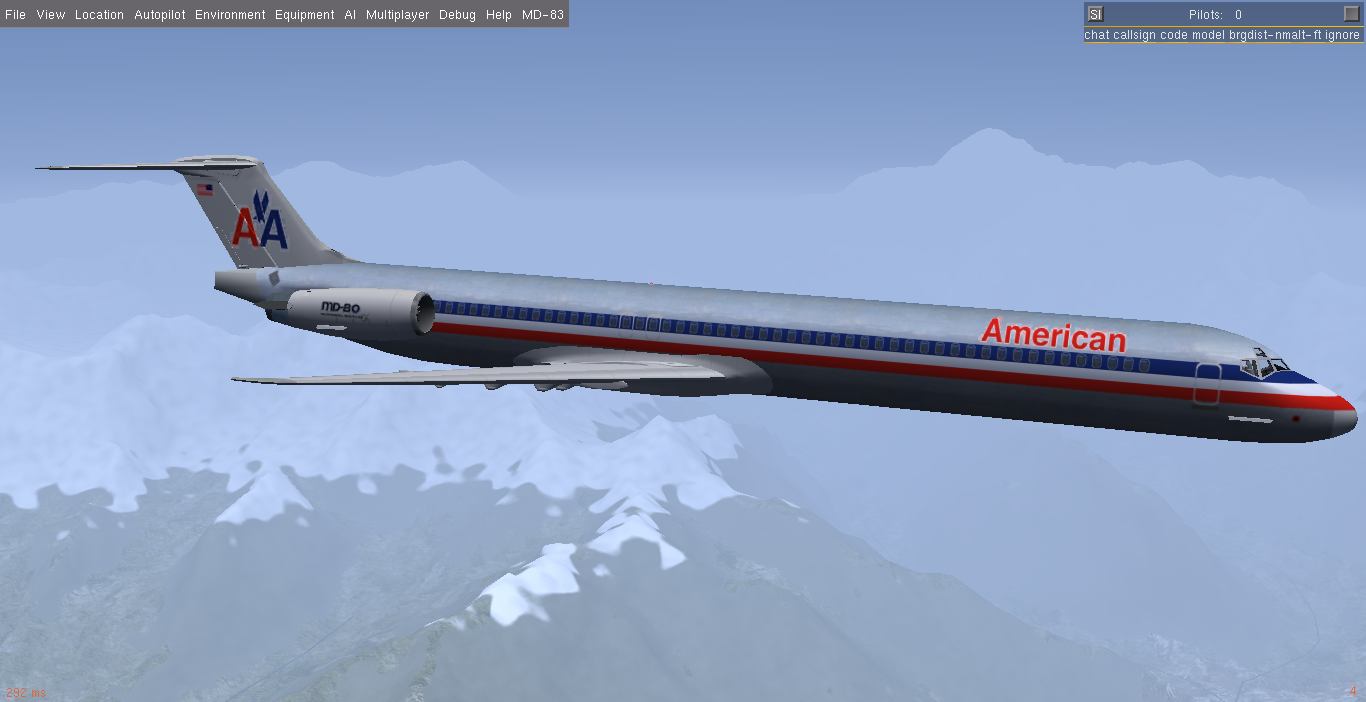 File View Location Autopilot Environment Equipment AI Multiplayer Debug Help MD-83
SI Pilots: 0
chat callsign code model brgdist-nmalt-ft ignore
AA
MD-80
American
292 ms
4